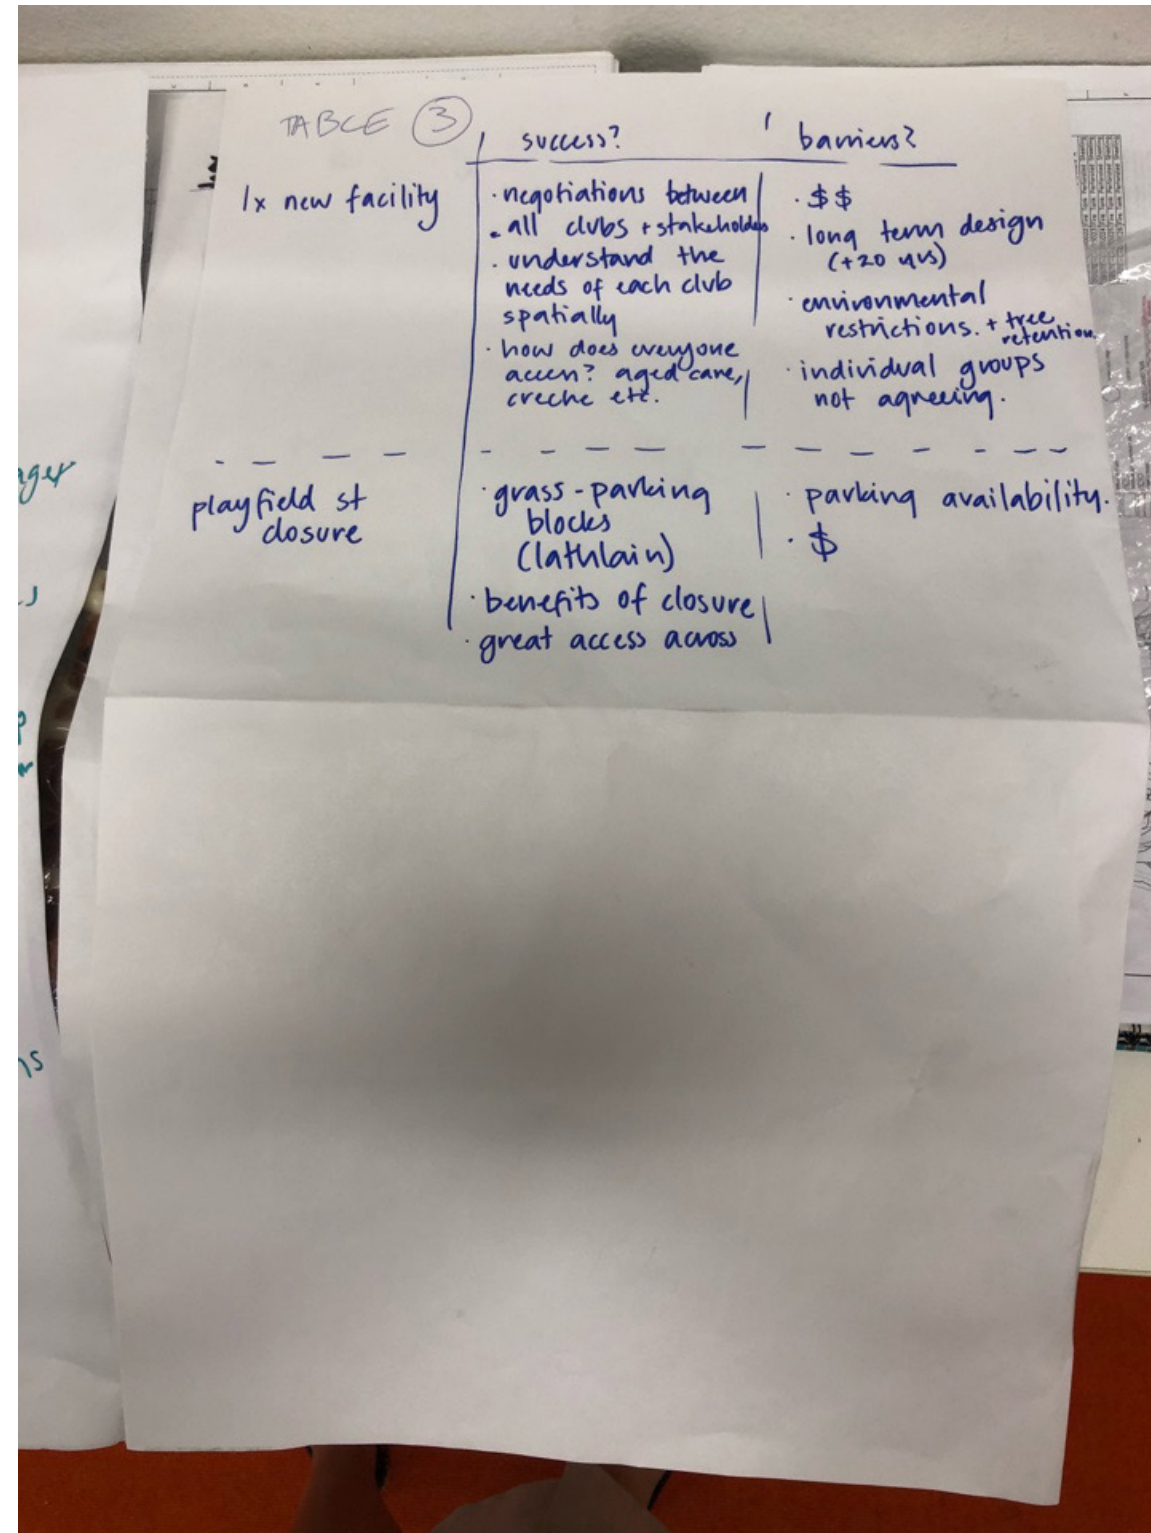 TABLE 3
success?
barriers?
1x new facility
· negotiations between
· all clubs + stakeholders
· understand the
needs of each club
spatially
· how does everyone
access? aged care,
creche etc.
· $$
· long term design
(+20 yrs)
· environmental
restrictions. + tree
retention.
· individual groups
not agreeing.
playfield st
closure
· grass-parking
blocks
(lathlain)
· benefits of closure
· great access across
· parking availability.
· $